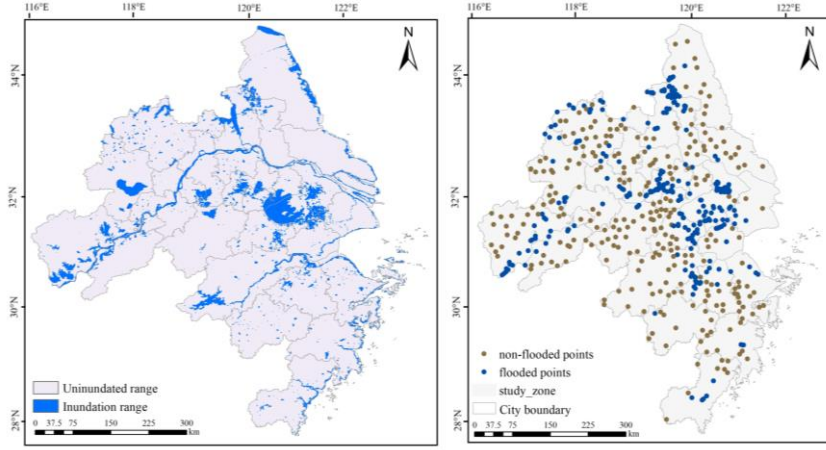 116°E 118°E 120°E 122°E
N
34°N
32°N
30°N
28°N
Uninundated range
Inundation range
0 37.5 75 150 225 300
km
116°E 118°E 120°E 122°E
N
34°N
32°N
30°N
28°N
non-flooded points
flooded points
study_zone
City boundary
0 37.5 75 150 225 300
km